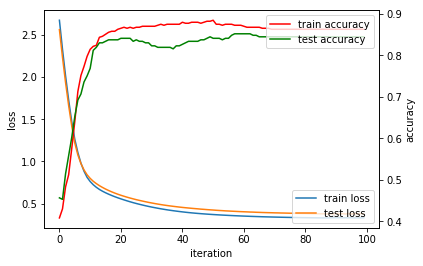 train accuracy
test accuracy
train loss
test loss
loss
accuracy
iteration
2.5
2.0
1.5
1.0
0.5
0.9
0.8
0.7
0.6
0.5
0.4
0
20
40
60
80
100